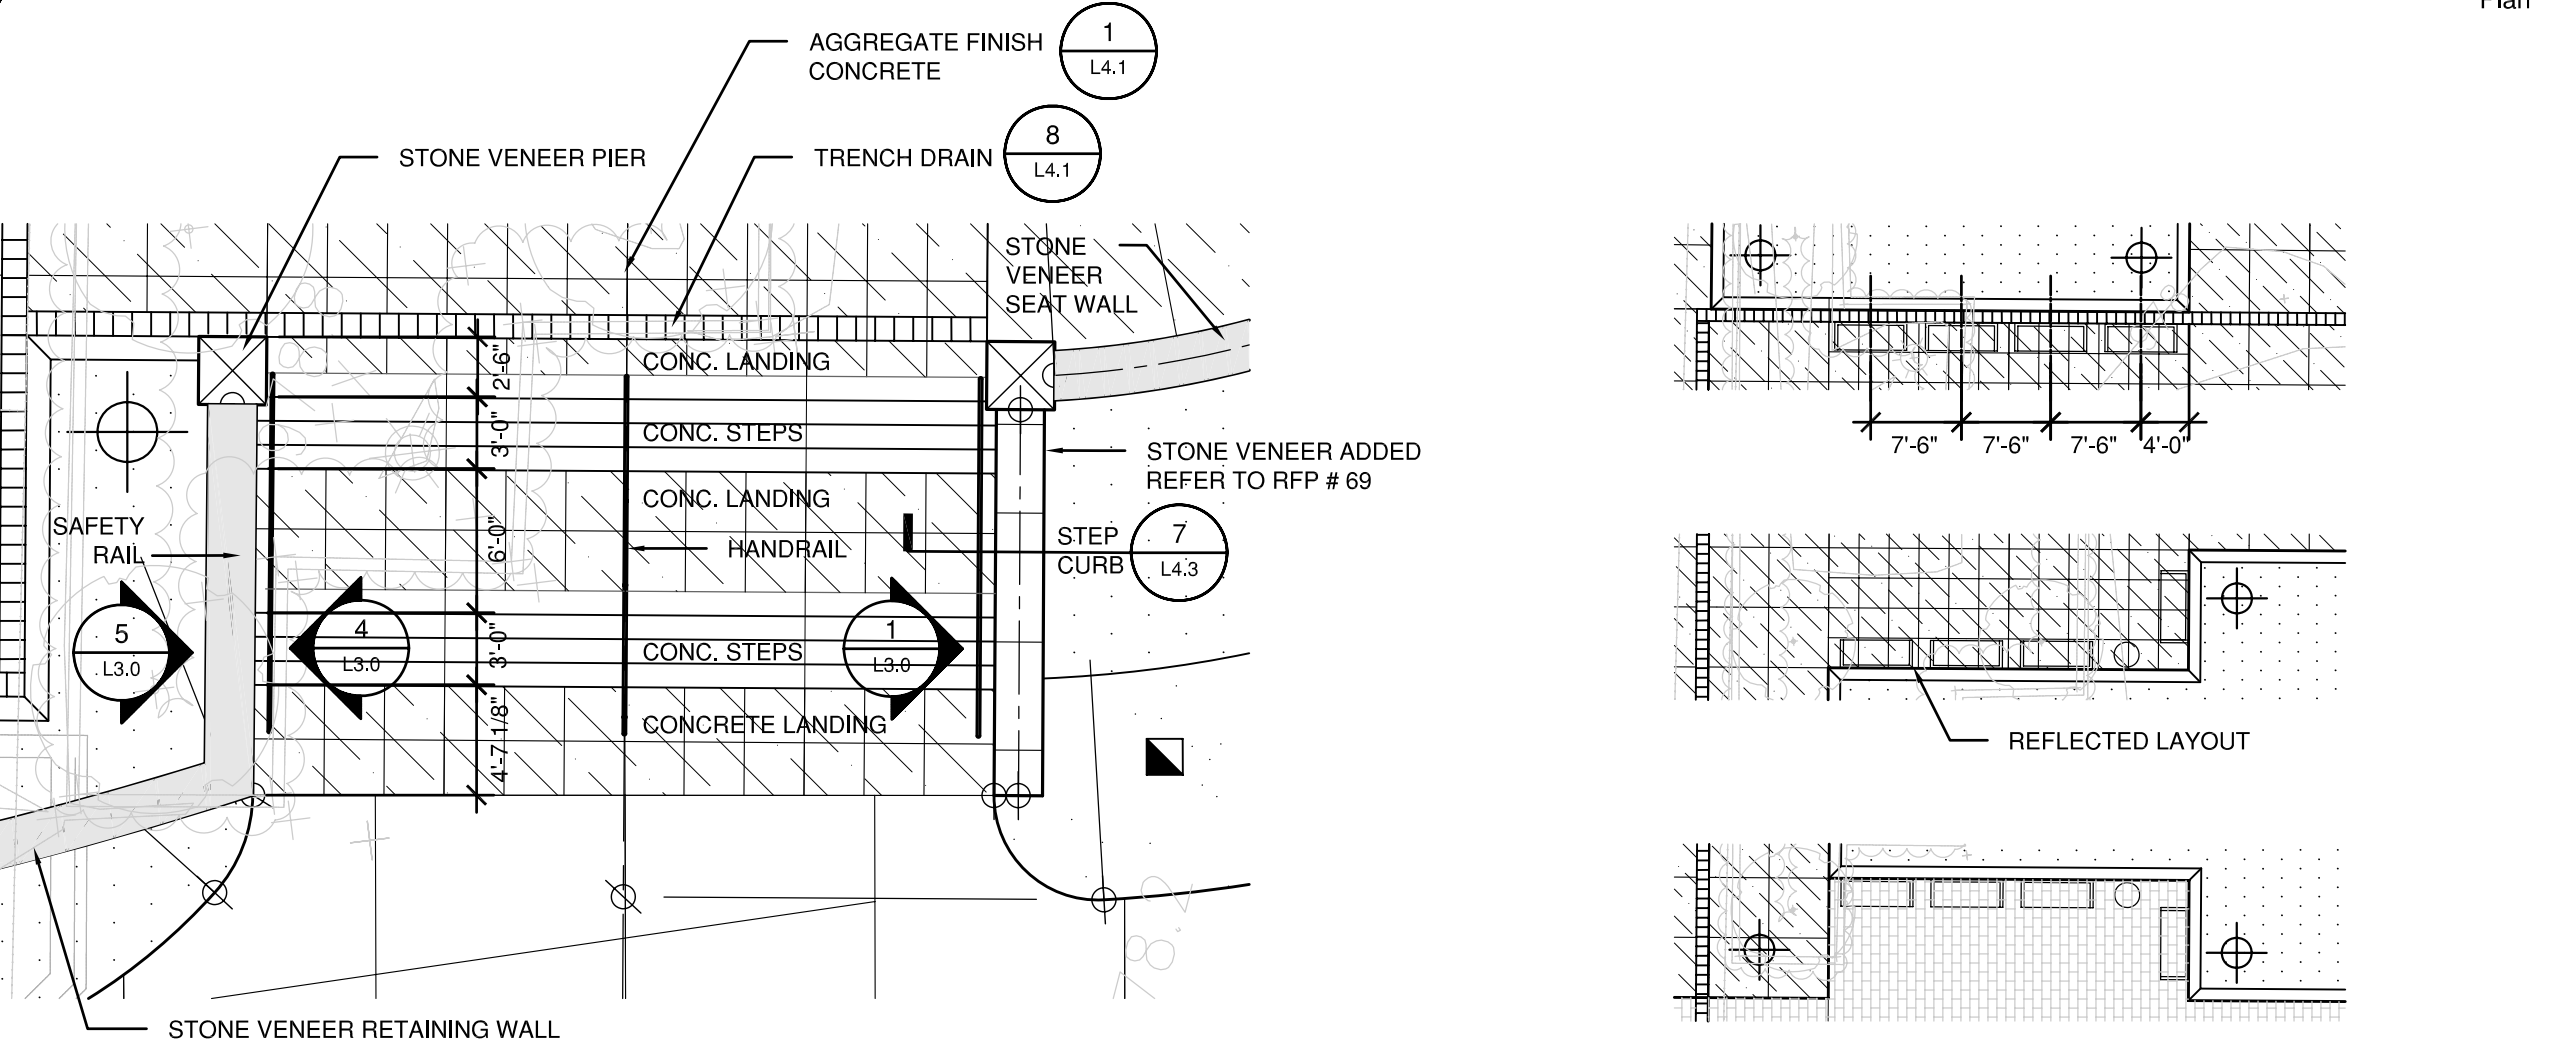 AGGREGATE FINISH
CONCRETE
1
L4.1
STONE VENEER PIER
TRENCH DRAIN
8
L4.1
STONE
VENEER
SEAT WALL
2'-6"
CONC. LANDING
3'-0"
CONC. STEPS
STONE VENEER ADDED
REFER TO RFP # 69
CONC. LANDING
SAFETY
RAIL
6'-0"
HANDRAIL
STEP
CURB
7
L4.3
5
L3.0
4
L3.0
3'-0"
CONC. STEPS
1
L3.0
4'-7 1/8"
CONCRETE LANDING
STONE VENEER RETAINING WALL
7'-6"
7'-6"
7'-6"
4'-0"
REFLECTED LAYOUT